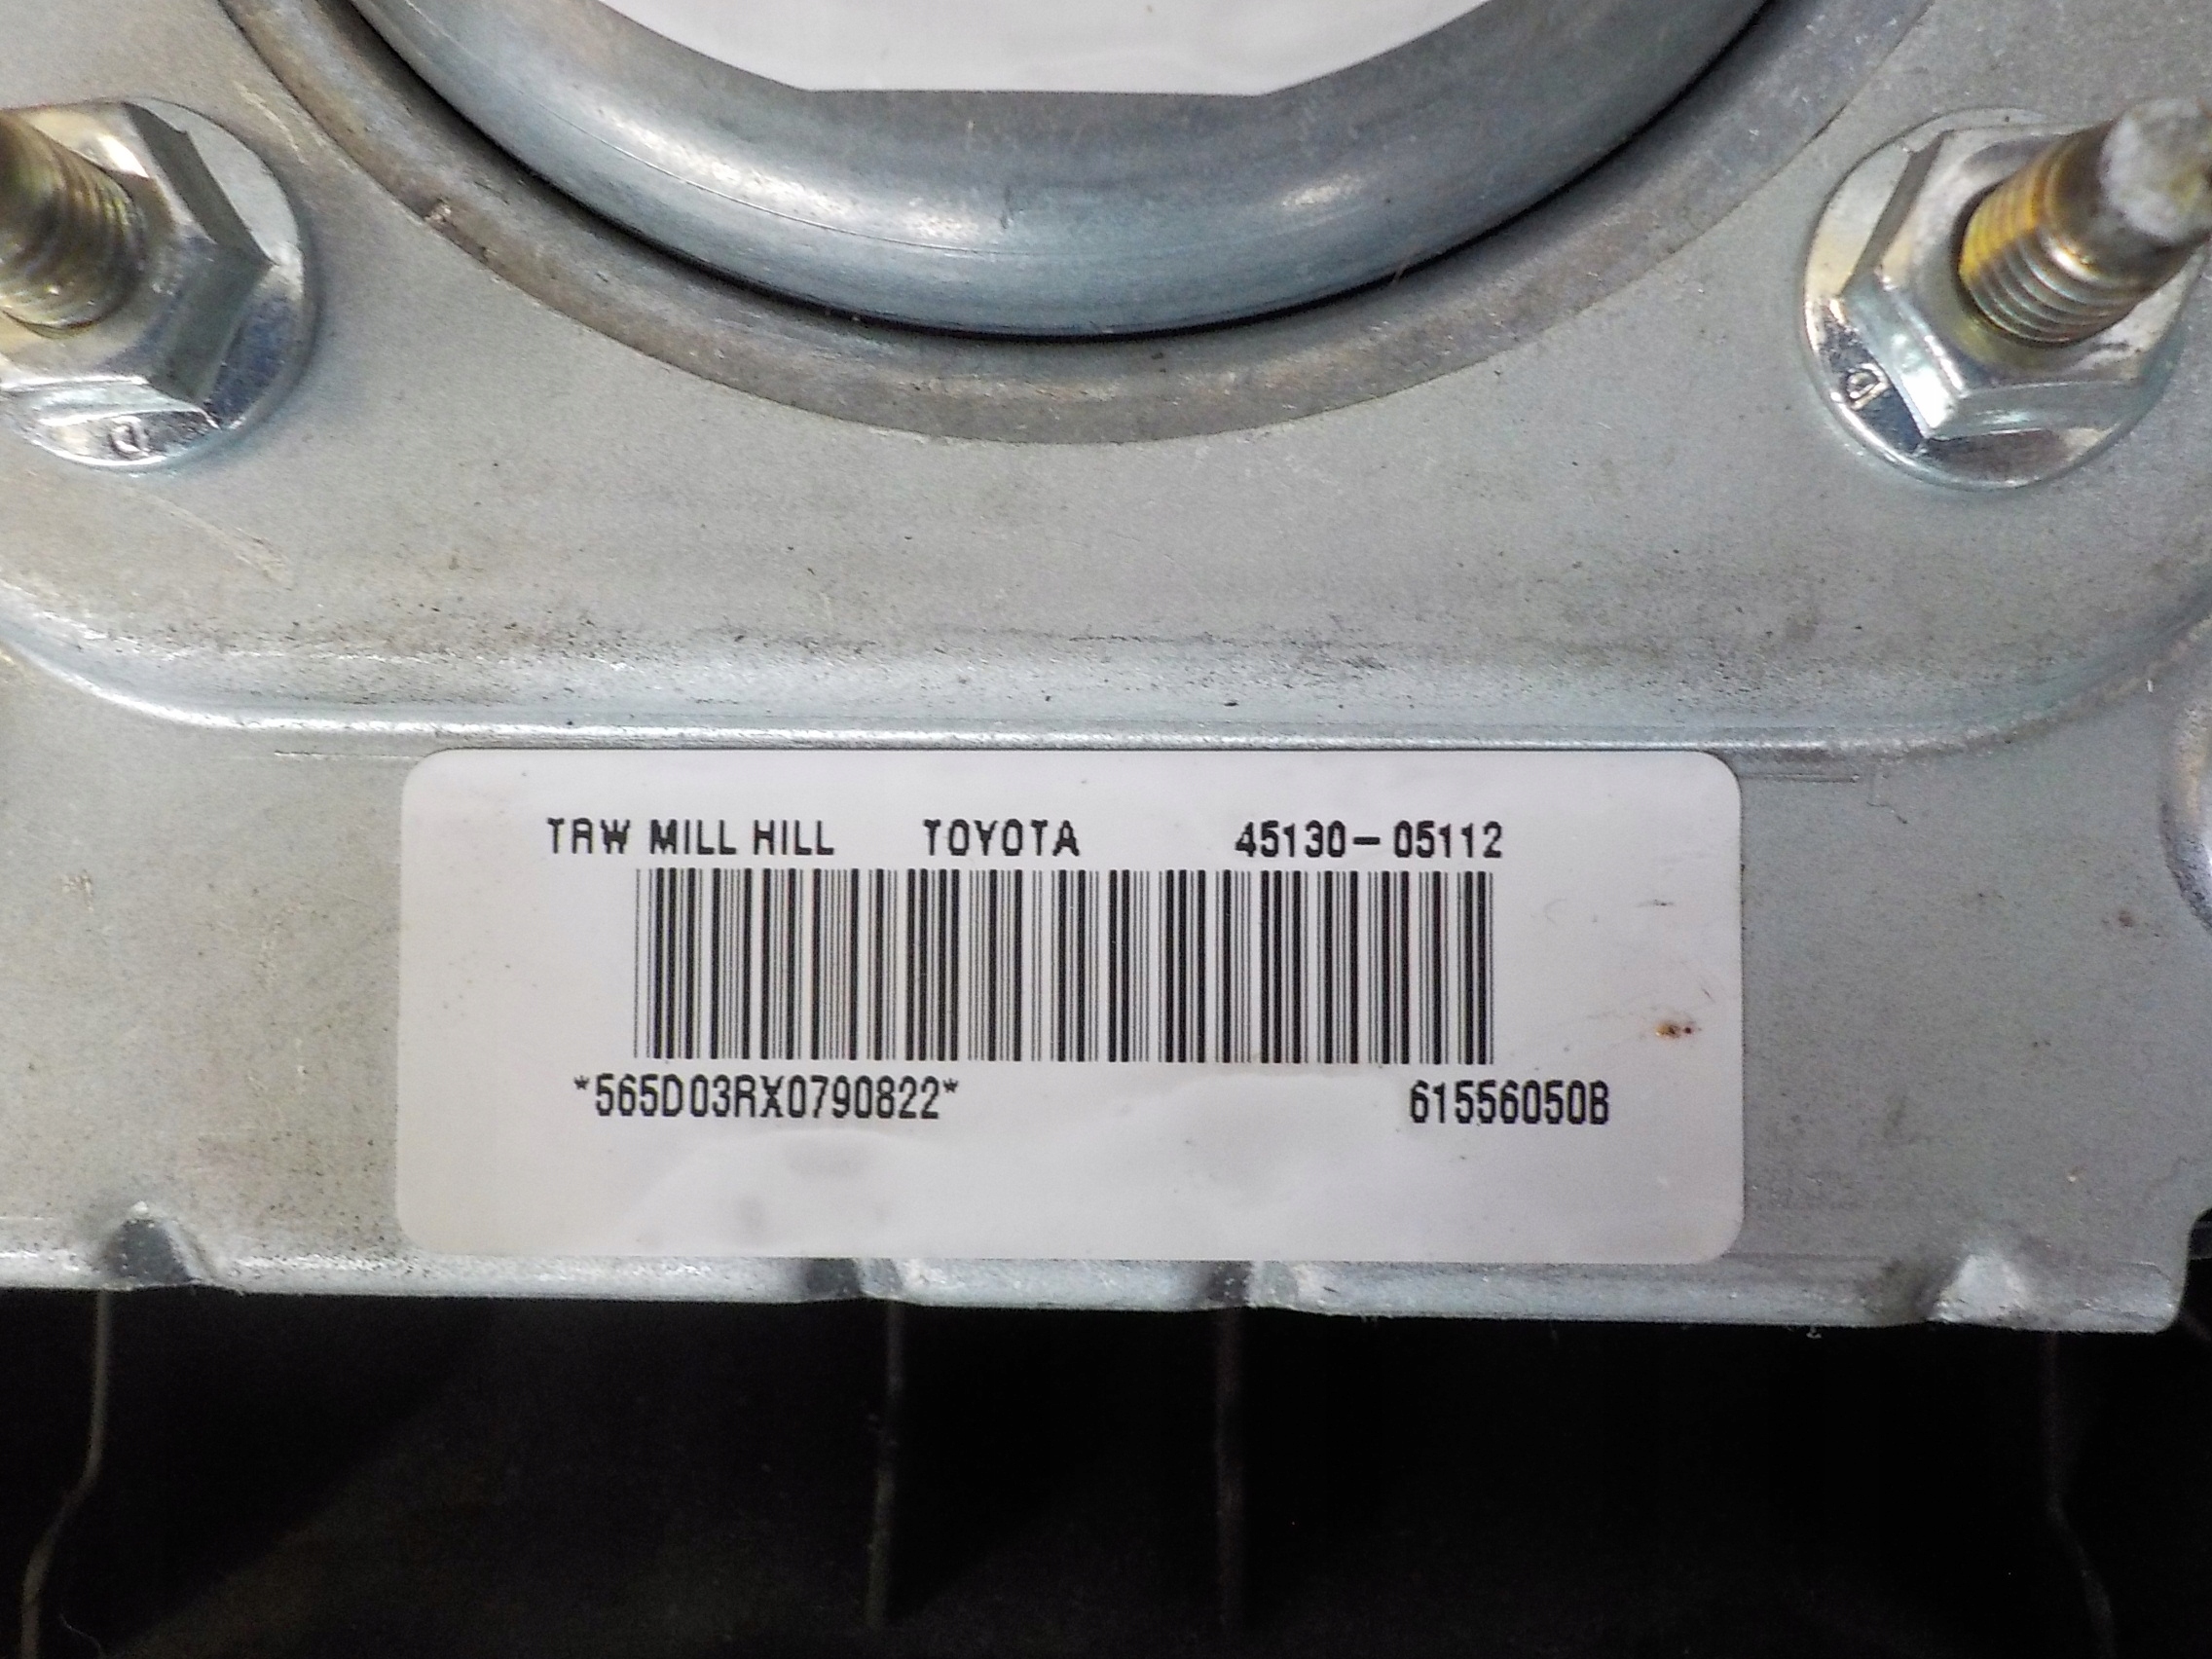 TRW MILL HILL TOYOTA 45130-05112
*565D03RX0790822* 61556050B
D
D